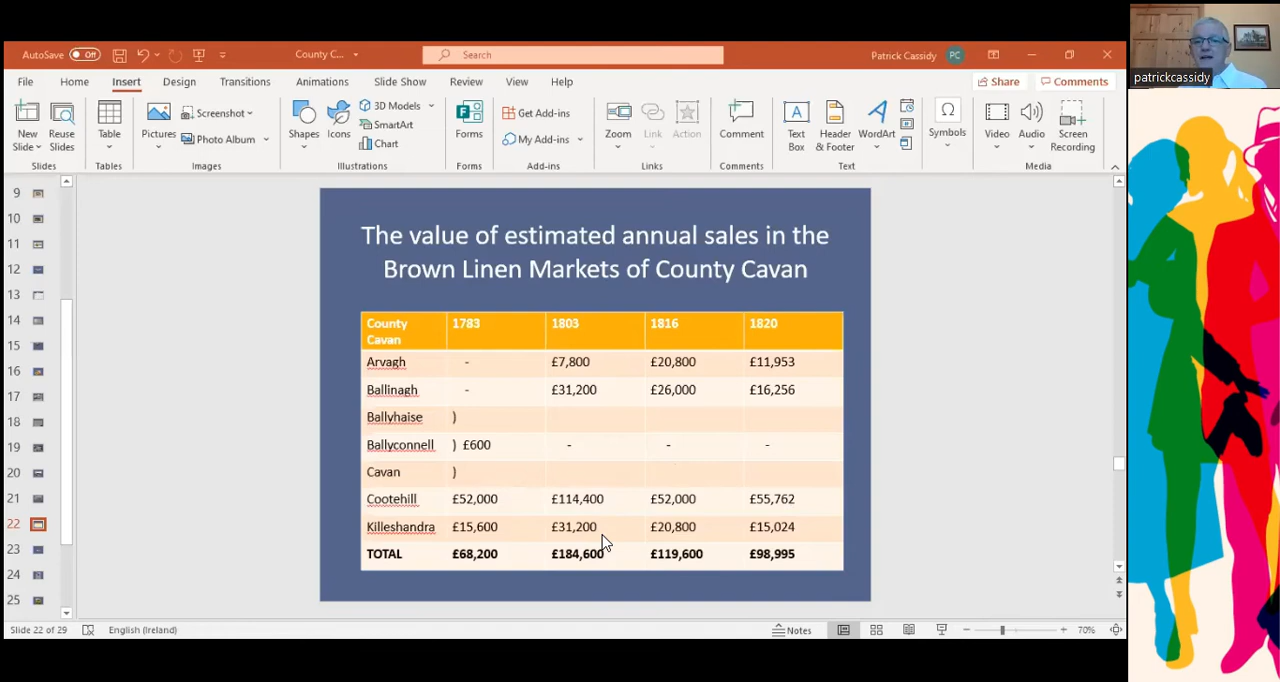 AutoSave Off County C... Search Patrick Cassidy PC
File Home Insert Design Transitions Animations Slide Show Review View Help Share Comments
New Slide Reuse Slides Table Pictures Screenshot Photo Album Shapes Icons 3D Models SmartArt Chart Forms Get Add-ins My Add-ins Zoom Link Action Comment Text Box Header & Footer WordArt Symbols Video Audio Screen Recording
Slides Tables Images Illustrations Forms Add-ins Links Comments Text Media
patrickcassidy
9
10
11
12
13
14
15
16
17
18
19
20
21
22
23
24
25
The value of estimated annual sales in the
Brown Linen Markets of County Cavan
County Cavan 1783 1803 1816 1820
Arvagh - £7,800 £20,800 £11,953
Ballinagh - £31,200 £26,000 £16,256
Ballyhaise )
Ballyconnell ) £600 - - -
Cavan )
Cootehill £52,000 £114,400 £52,000 £55,762
Killeshandra £15,600 £31,200 £20,800 £15,024
TOTAL £68,200 £184,600 £119,600 £98,995
Slide 22 of 29 English (Ireland) Notes 70%